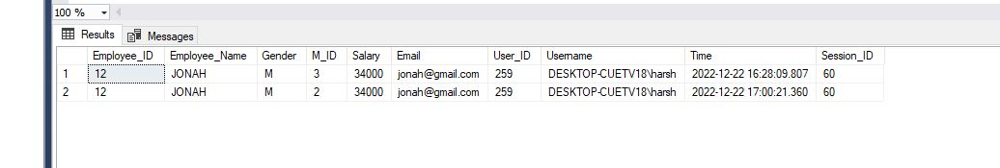 100 %
Results Messages
Employee_ID Employee_Name Gender M_ID Salary Email User_ID Username Time Session_ID
1 12 JONAH M 3 34000 jonah@gmail.com 259 DESKTOP-CUETV18\harsh 2022-12-22 16:28:09.807 60
2 12 JONAH M 2 34000 jonah@gmail.com 259 DESKTOP-CUETV18\harsh 2022-12-22 17:00:21.360 60